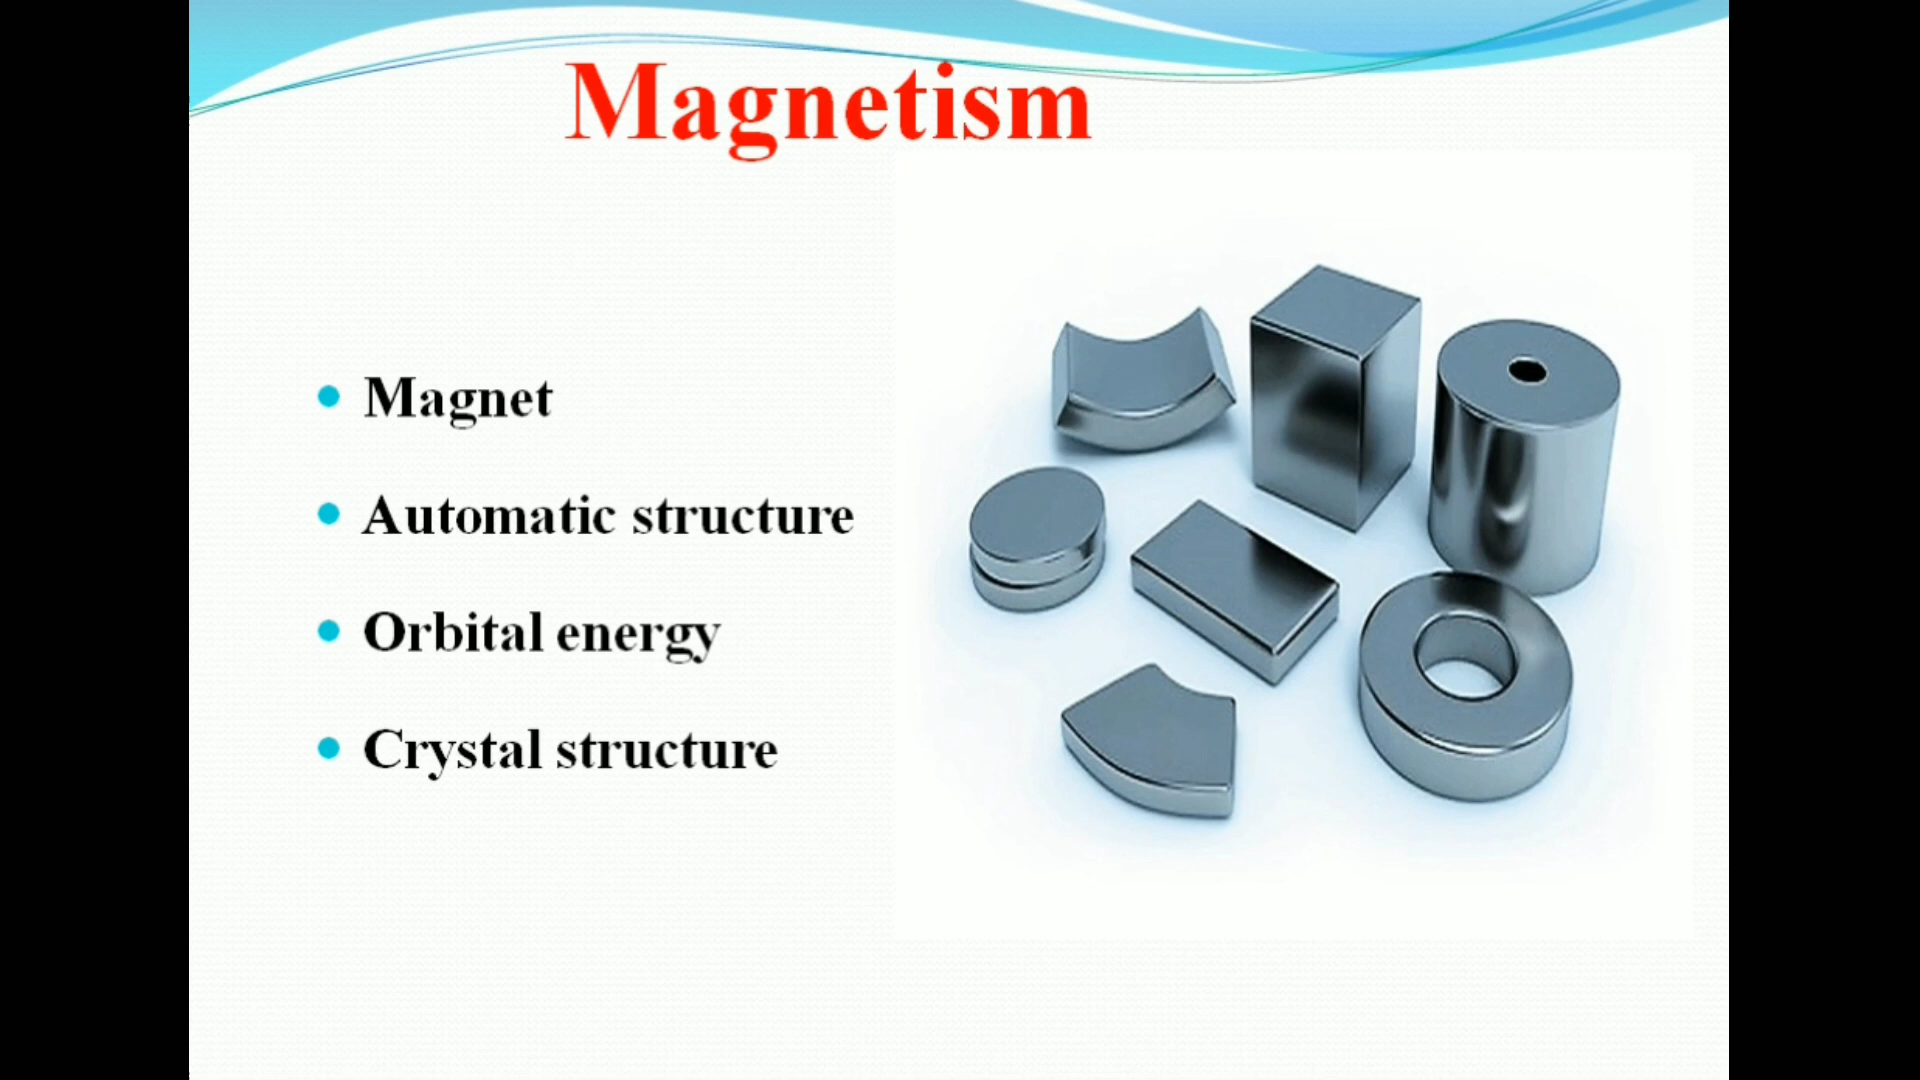 Magnetism
Magnet
Automatic structure
Orbital energy
Crystal structure